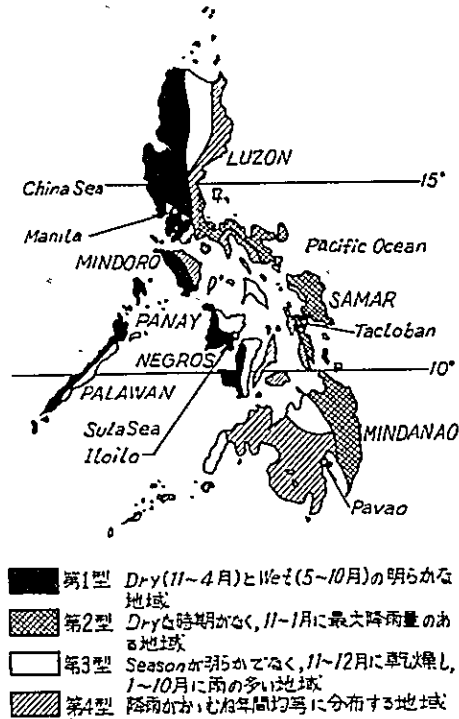 LUZON
China Sea
15°
Manila
Pacific Ocean
MINDORO
SAMAR
PANAY
Tacloban
NEGROS
10°
PALAWAN
Sula Sea
MINDANAO
Iloilo
Pavao
第1型 Dry(11~4月)とWet(5~10月)の明らかな
地域
第2型 Dryな時期がなく,11~1月に最大降雨量のあ
る地域
第3型 Seasonが明らかでなく,11~12月に乾燥し,
1~10月に雨の多い地域
第4型 降雨がおゝむね年間均等に分布する地域